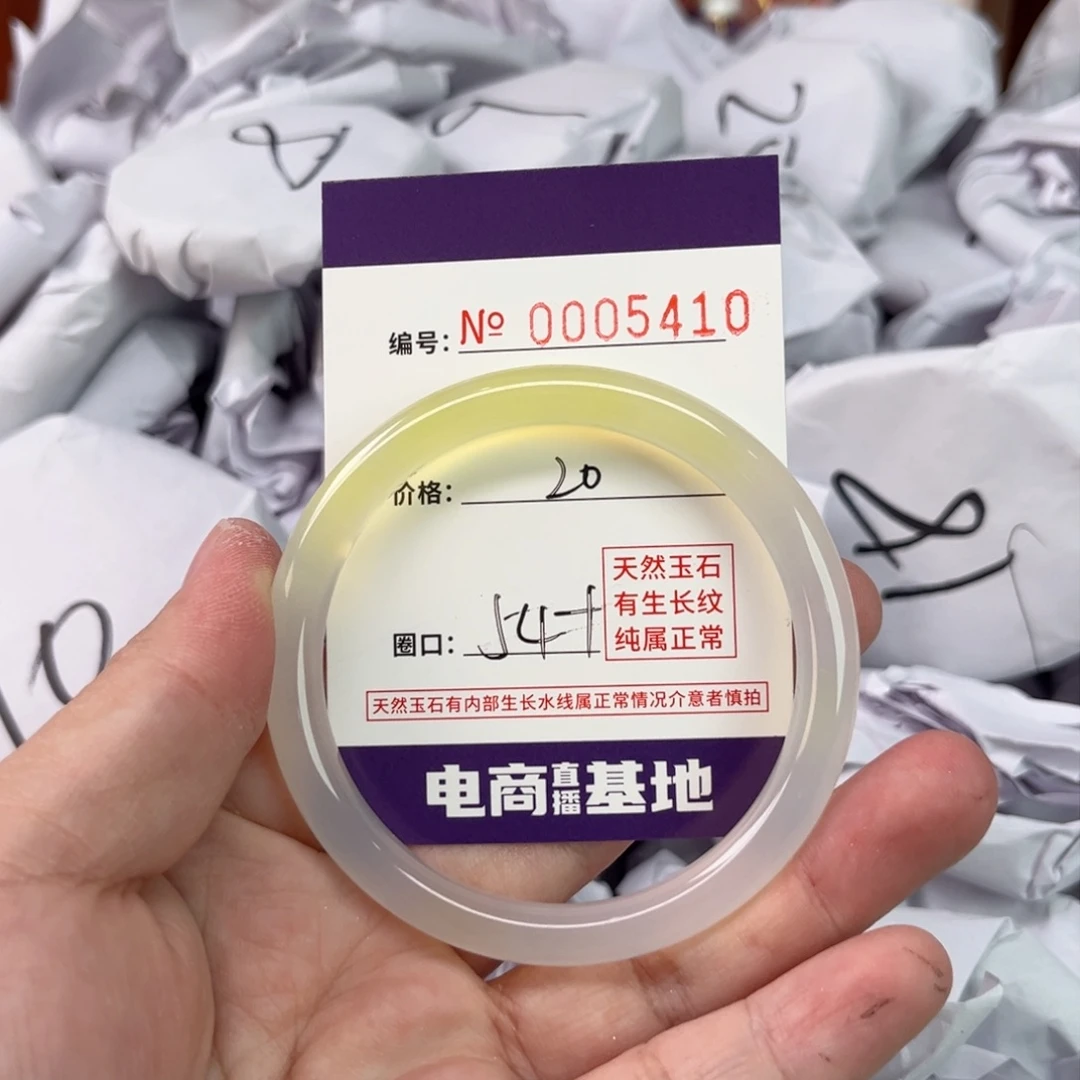 编号: № 0005410
价格: 20
圈口: 54+
天然玉石
有生长纹
纯属正常
天然玉石有内部生长水线属正常情况介意者慎拍
电商直播基地